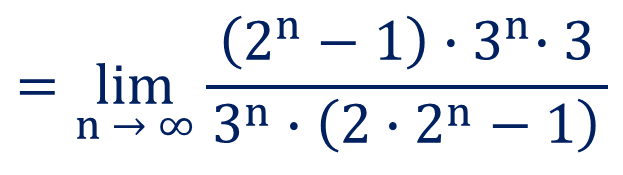 = lim n → ∞ (2ⁿ − 1) · 3ⁿ · 3 / 3ⁿ · (2 · 2ⁿ − 1)